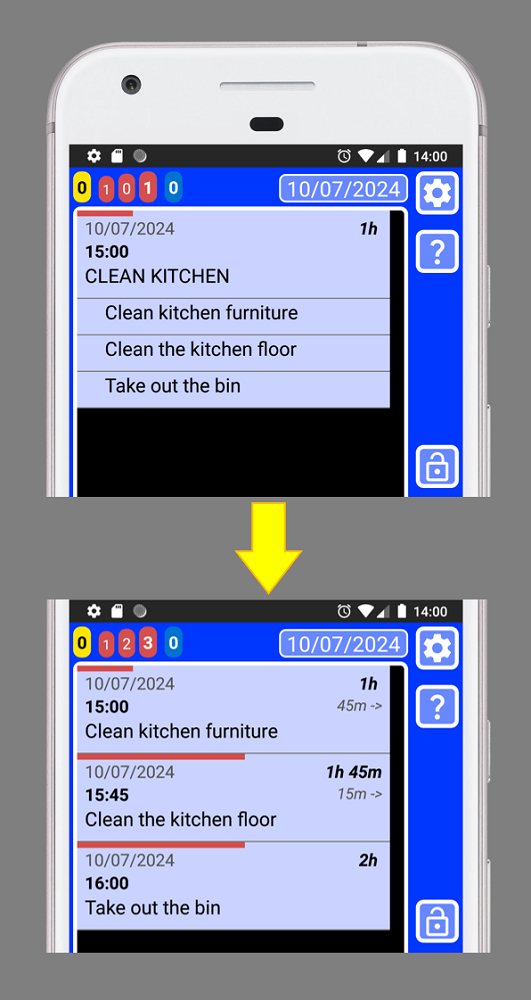 14:00
0 1 0 1 0 10/07/2024
10/07/2024 1h
?
15:00
CLEAN KITCHEN
Clean kitchen furniture
Clean the kitchen floor
Take out the bin
14:00
0 1 2 3 0 10/07/2024
10/07/2024 1h
15:00 45m ->
?
Clean kitchen furniture
10/07/2024 1h 45m
15:45 15m ->
Clean the kitchen floor
10/07/2024 2h
16:00
Take out the bin